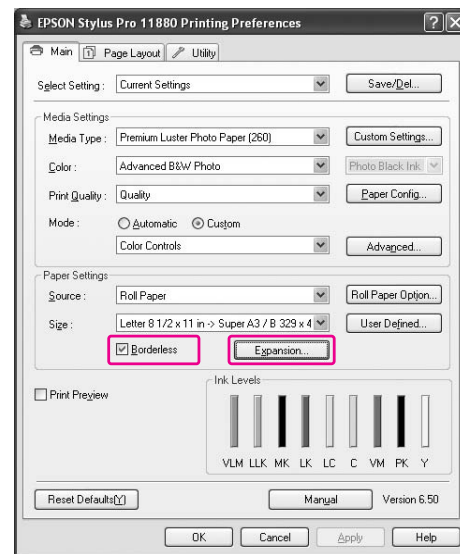 EPSON Stylus Pro 11880 Printing Preferences
Main Page Layout Utility
Select Setting : Current Settings Save/Del...
Media Settings
Media Type : Premium Luster Photo Paper (260) Custom Settings...
Color : Advanced B&W Photo Photo Black Ink
Print Quality : Quality Paper Config...
Mode : Automatic Custom
Color Controls Advanced...
Paper Settings
Source : Roll Paper Roll Paper Option...
Size : Letter 8 1/2 x 11 in -> Super A3 / B 329 x 4 User Defined...
Borderless Expansion...
Ink Levels
Print Preview
VLM LLK MK LK LC C VM PK Y
Reset Defaults(Y) Manual Version 6.50
OK Cancel Apply Help